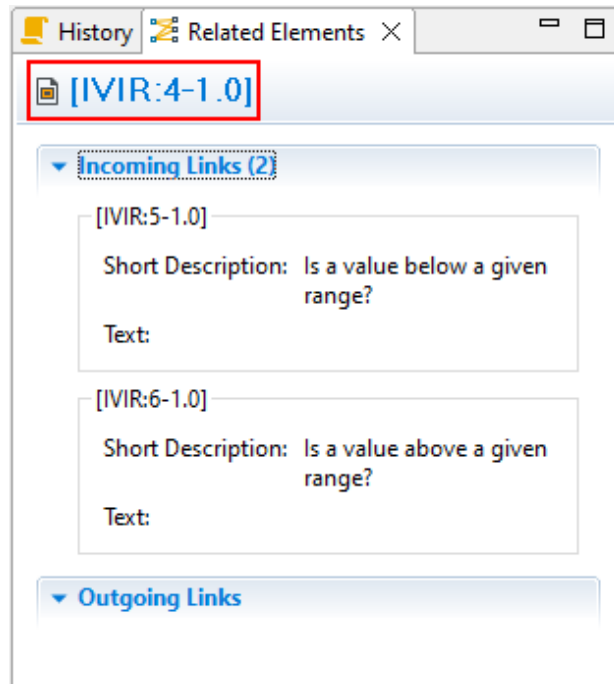 History Related Elements
[IVIR:4-1.0]
Incoming Links (2)
[IVIR:5-1.0]
Short Description: Is a value below a given
range?
Text:
[IVIR:6-1.0]
Short Description: Is a value above a given
range?
Text:
Outgoing Links